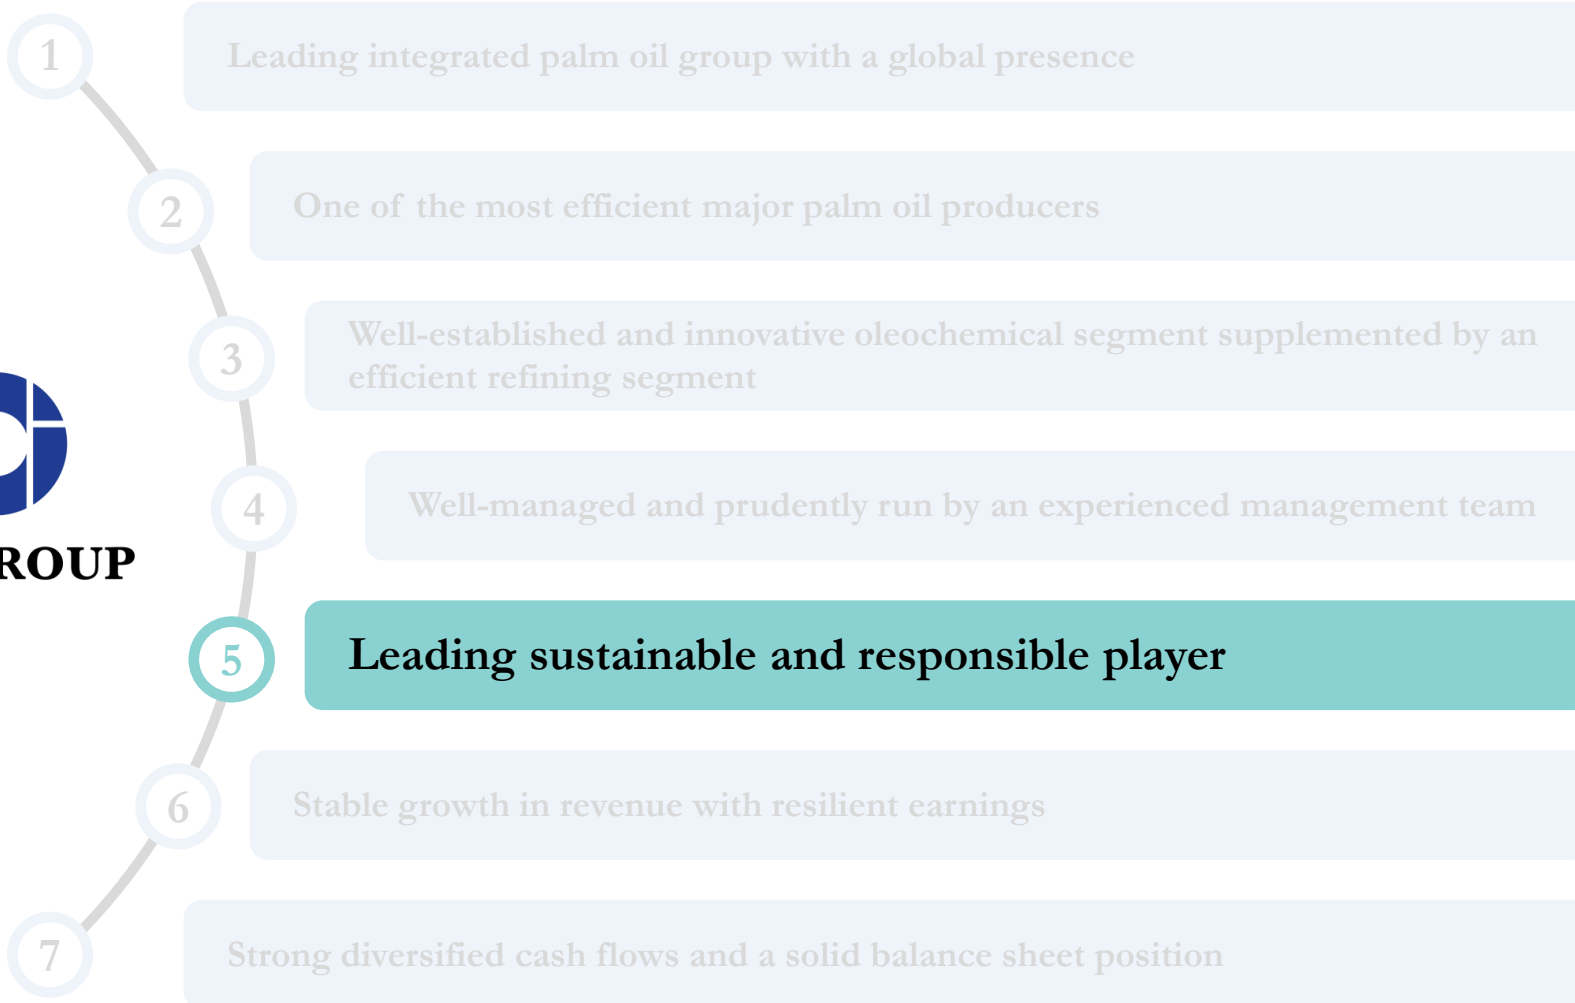 1
Leading integrated palm oil group with a global presence
2
One of the most efficient major palm oil producers
3
Well-established and innovative oleochemical segment supplemented by an
efficient refining segment
4
Well-managed and prudently run by an experienced management team
ROUP
5
Leading sustainable and responsible player
6
Stable growth in revenue with resilient earnings
7
Strong diversified cash flows and a solid balance sheet position